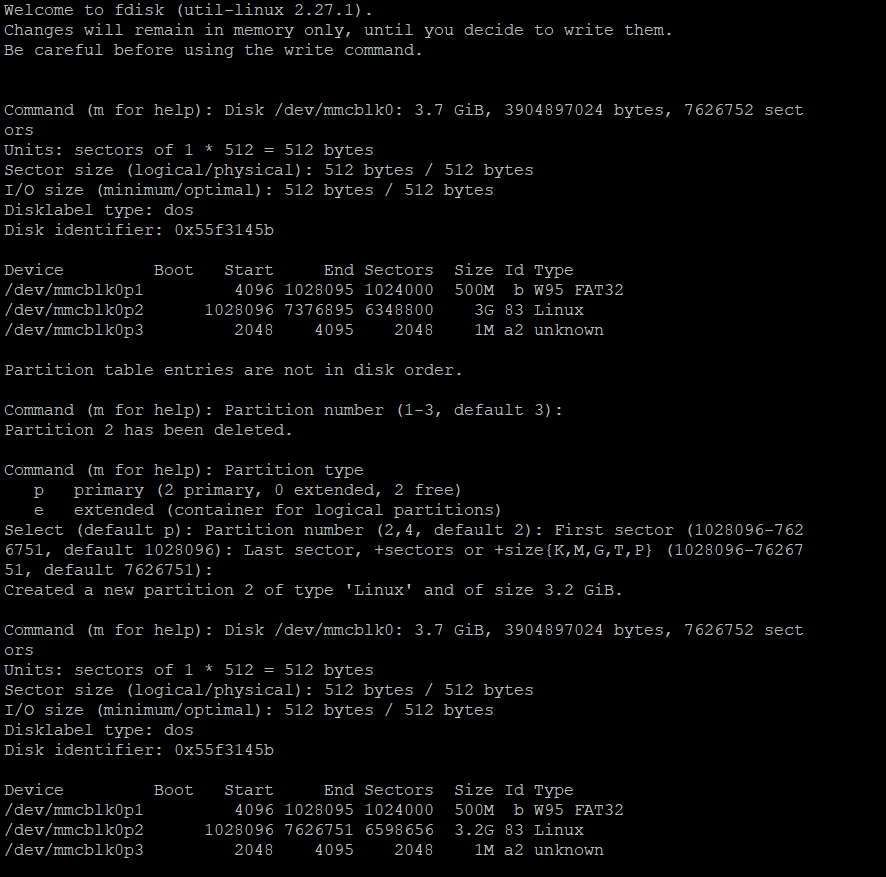 Welcome to fdisk (util-linux 2.27.1).
Changes will remain in memory only, until you decide to write them.
Be careful before using the write command.
Command (m for help): Disk /dev/mmcblk0: 3.7 GiB, 3904897024 bytes, 7626752 sect
ors
Units: sectors of 1 * 512 = 512 bytes
Sector size (logical/physical): 512 bytes / 512 bytes
I/O size (minimum/optimal): 512 bytes / 512 bytes
Disklabel type: dos
Disk identifier: 0x55f3145b
Device         Boot   Start     End Sectors  Size Id Type
/dev/mmcblk0p1         4096 1028095 1024000  500M  b W95 FAT32
/dev/mmcblk0p2      1028096 7376895 6348800    3G 83 Linux
/dev/mmcblk0p3         2048    4095    2048    1M a2 unknown
Partition table entries are not in disk order.
Command (m for help): Partition number (1-3, default 3):
Partition 2 has been deleted.
Command (m for help): Partition type
   p   primary (2 primary, 0 extended, 2 free)
   e   extended (container for logical partitions)
Select (default p): Partition number (2,4, default 2): First sector (1028096-762
6751, default 1028096): Last sector, +sectors or +size{K,M,G,T,P} (1028096-76267
51, default 7626751):
Created a new partition 2 of type 'Linux' and of size 3.2 GiB.
Command (m for help): Disk /dev/mmcblk0: 3.7 GiB, 3904897024 bytes, 7626752 sect
ors
Units: sectors of 1 * 512 = 512 bytes
Sector size (logical/physical): 512 bytes / 512 bytes
I/O size (minimum/optimal): 512 bytes / 512 bytes
Disklabel type: dos
Disk identifier: 0x55f3145b
Device         Boot   Start     End Sectors  Size Id Type
/dev/mmcblk0p1         4096 1028095 1024000  500M  b W95 FAT32
/dev/mmcblk0p2      1028096 7626751 6598656  3.2G 83 Linux
/dev/mmcblk0p3         2048    4095    2048    1M a2 unknown